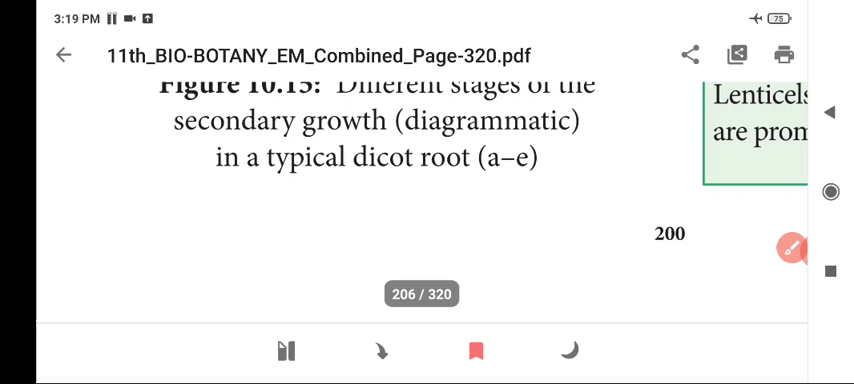 3:19 PM
75
11th_BIO-BOTANY_EM_Combined_Page-320.pdf
Figure 10.15: Different stages of the
secondary growth (diagrammatic)
in a typical dicot root (a–e)
Lenticels
are prom
200
206 / 320